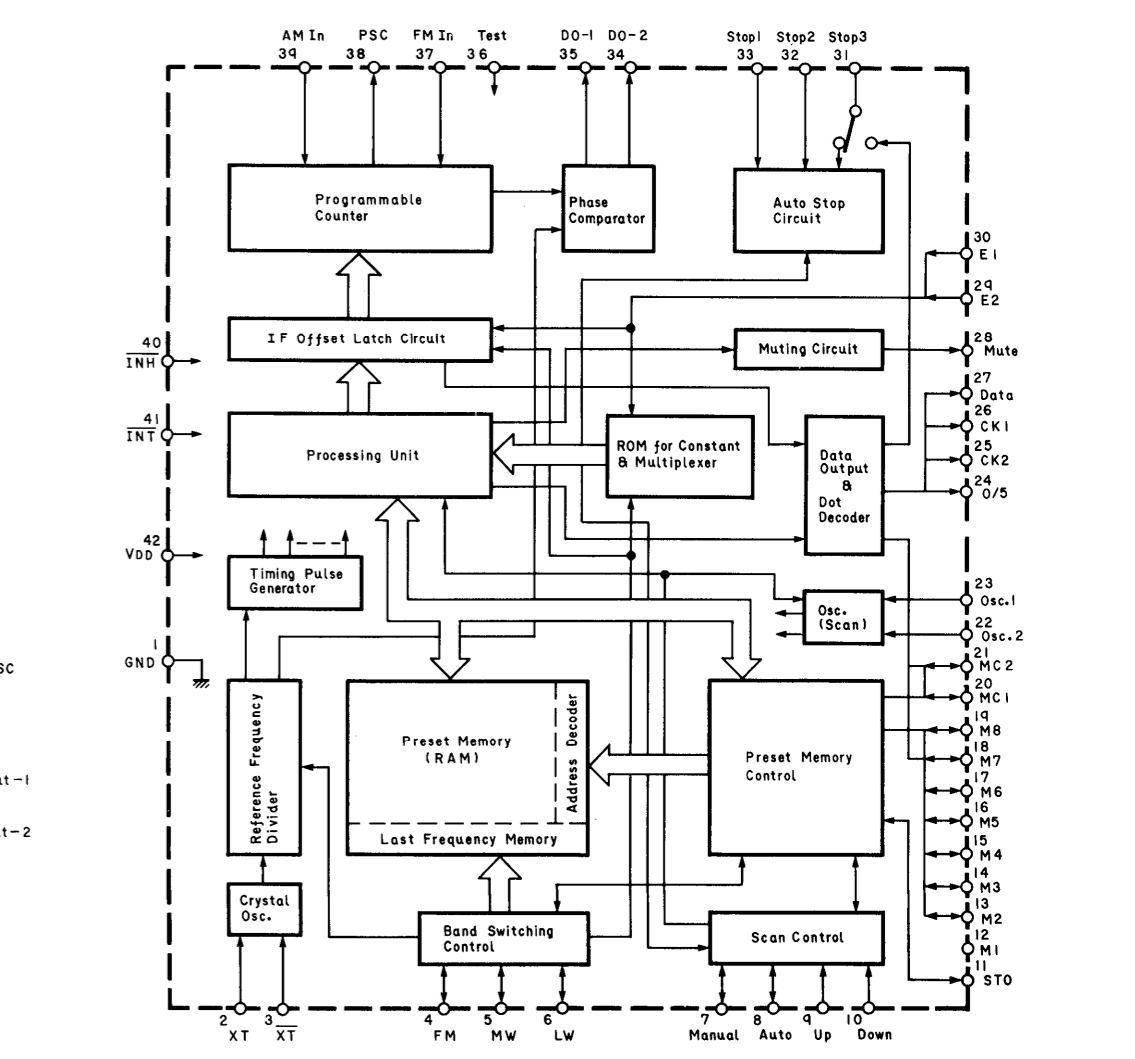 AM In PSC FM In Test DO-1 DO-2 Stop1 Stop2 Stop3
39 38 37 36 35 34 33 32 31
Programmable
Counter
Phase
Comparator
Auto Stop
Circuit
30
E1
29
E2
IF Offset Latch Circuit
Muting Circuit
28
Mute
40
INH
27
Data
26
CK1
25
CK2
24
0/5
41
INT
Processing Unit
ROM for Constant
& Multiplexer
Data
Output
&
Dot
Decoder
42
VDD
Timing Pulse
Generator
Osc.
(Scan)
23
Osc.1
22
Osc.2
1
GND
SC
21
MC2
20
MC1
19
M8
18
M7
17
M6
16
M5
15
M4
14
M3
13
M2
12
M1
11
STO
Reference Frequency
Divider
Preset Memory
(RAM)
Address Decoder
Last Frequency Memory
Preset Memory
Control
ut-1
t-2
Crystal
Osc.
Band Switching
Control
Scan Control
2 3 4 5 6 7 8 9 10
XT XT FM MW LW Manual Auto Up Down